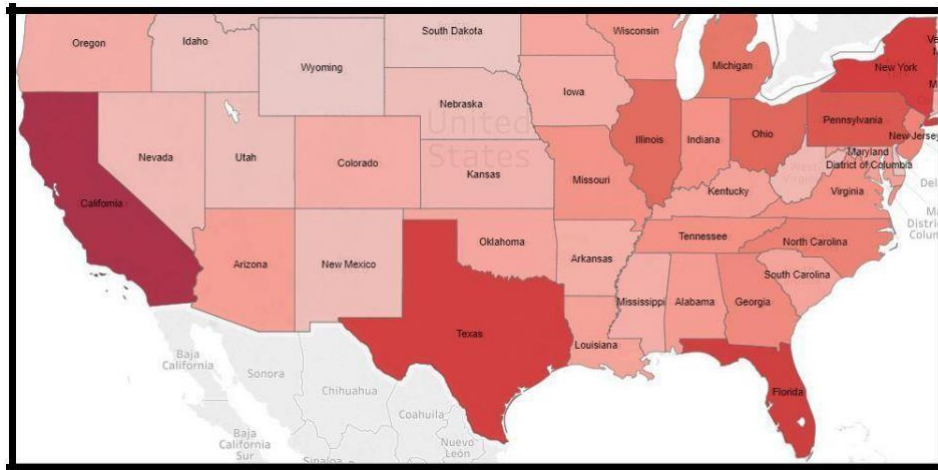 South Dakota
Wisconsin
Oregon
Idaho
Michigan
New York
Wyoming
Iowa
Nebraska
United
States
Pennsylvania
Illinois
Indiana
Ohio
New Jersey
Nevada
Utah
Colorado
Maryland
District of Columbia
Kansas
Missouri
Kentucky
Virginia
California
Tennessee
North Carolina
Oklahoma
Arizona
New Mexico
Arkansas
South Carolina
Mississippi
Alabama
Georgia
Texas
Louisiana
Baja
California
Sonora
Chihuahua
Florida
Coahuila
Baja
California
Sur
Nuevo
León